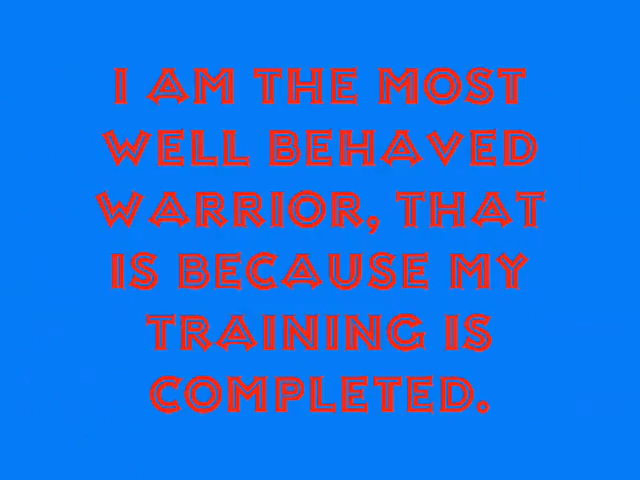 I AM THE MOST
WELL BEHAVED
WARRIOR, THAT
IS BECAUSE MY
TRAINING IS
COMPLETED.